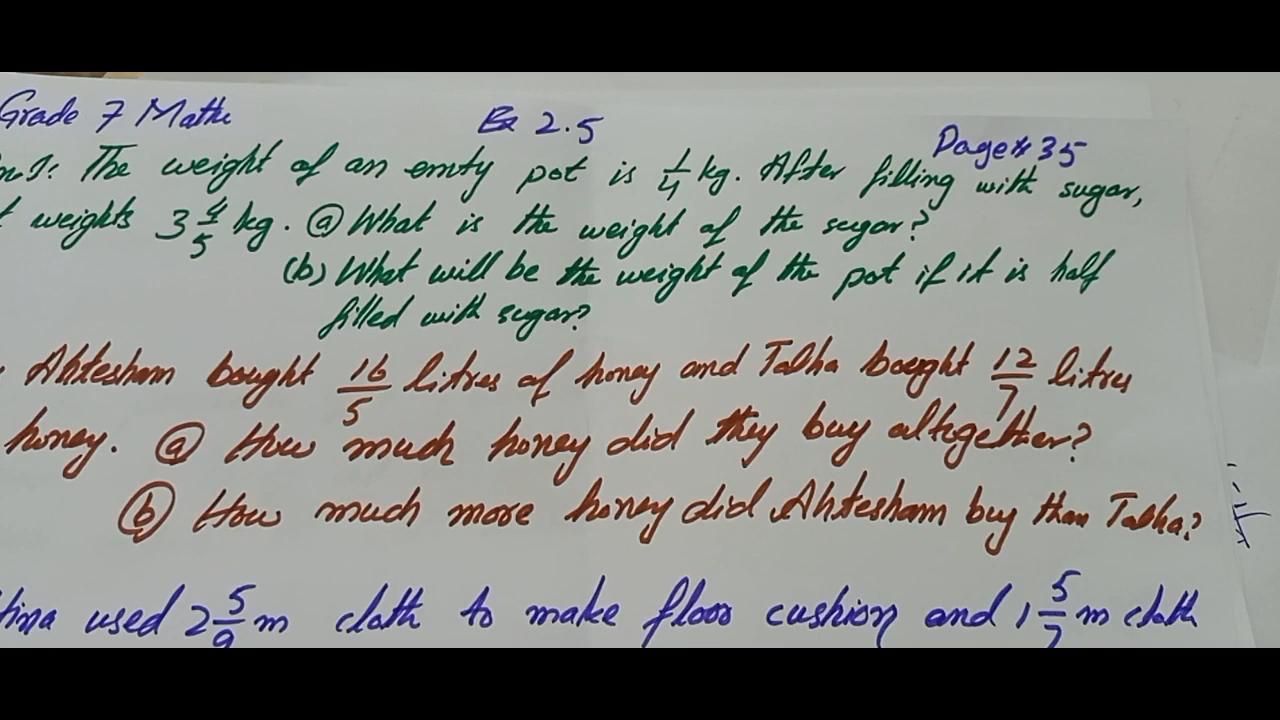 Grade 7 Maths Ex 2.5 Page# 35
The weight of an emty pot is 1/4 kg. After filling with sugar,
weights 3 4/5 kg. (a) What is the weight of the sugar?
(b) What will be the weight of the pot if it is half
filled with sugar?
Ahtesham bought 16/5 litres of honey and Talha bought 12/7 litres
honey. (a) How much honey did they buy altogether?
(b) How much more honey did Ahtesham buy than Talha?
used 2 5/9 m cloth to make floor cushion and 1 5/7 m cloth